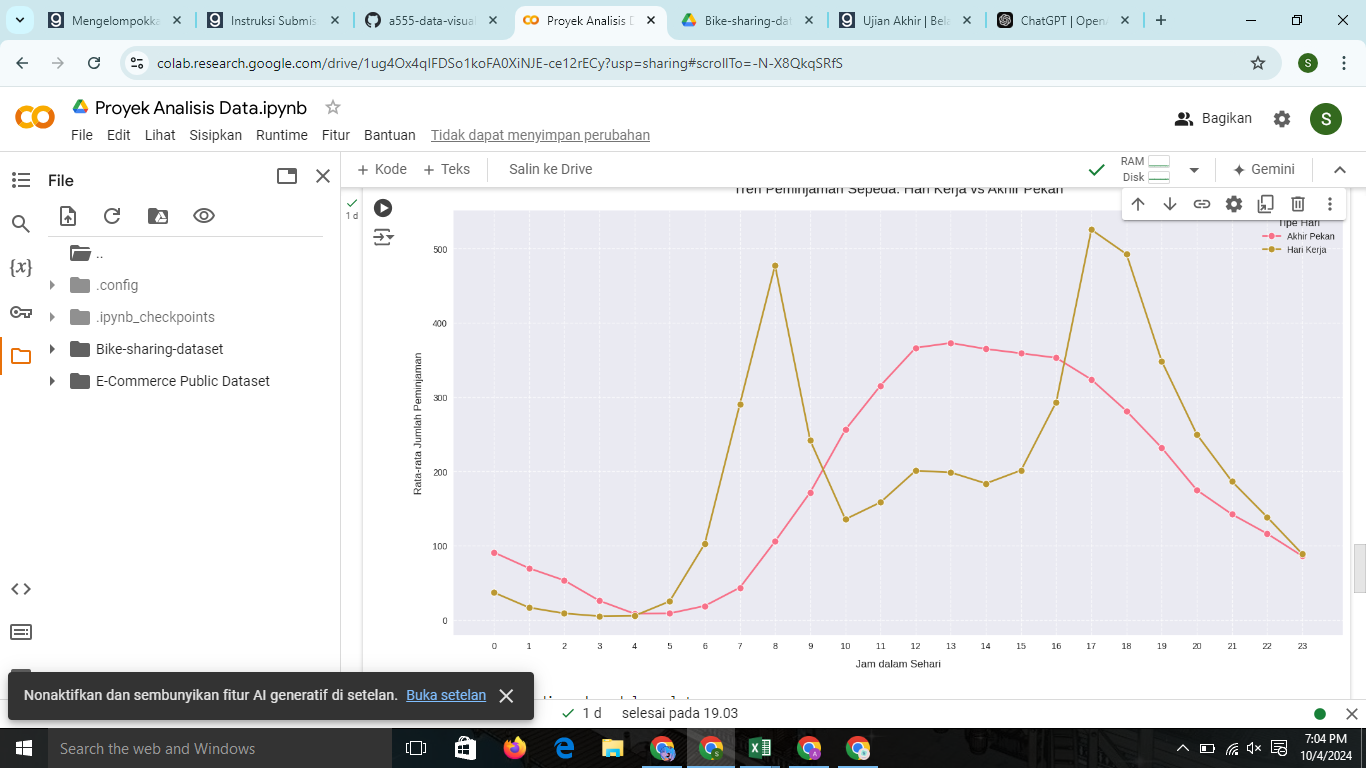 Mengelompokka
Instruksi Submis
a555-data-visual
Proyek Analisis D
Bike-sharing-dat
Ujian Akhir | Bela
ChatGPT | OpenA
colab.research.google.com/drive/1ug4Ox4qIFDSo1koFA0XiNJE-ce12rECy?usp=sharing#scrollTo=-N-X8QkqSRfS
S
Proyek Analisis Data.ipynb
File Edit Lihat Sisipkan Runtime Fitur Bantuan Tidak dapat menyimpan perubahan
Bagikan
S
File
+ Kode + Teks Salin ke Drive
RAM
Disk
Gemini
..
.config
.ipynb_checkpoints
Bike-sharing-dataset
E-Commerce Public Dataset
{x}
1 d
Tren Peminjaman Sepeda: Hari Kerja vs Akhir Pekan
Tipe Hari
Akhir Pekan
Hari Kerja
Rata-rata Jumlah Peminjaman
500
400
300
200
100
0
0 1 2 3 4 5 6 7 8 9 10 11 12 13 14 15 16 17 18 19 20 21 22 23
Jam dalam Sehari
Nonaktifkan dan sembunyikan fitur AI generatif di setelan. Buka setelan
1 d selesai pada 19.03
Search the web and Windows
7:04 PM
10/4/2024